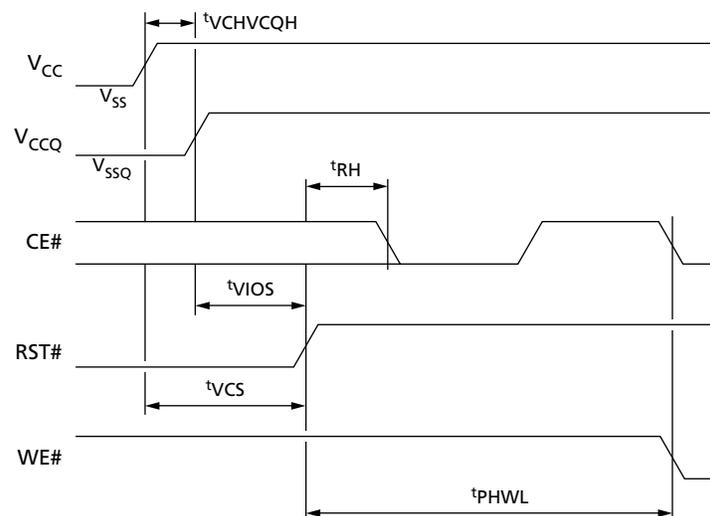 tVCHVCQH
VCC
VSS
VCCQ
VSSQ
tRH
CE#
tVIOS
RST#
tVCS
WE#
tPHWL